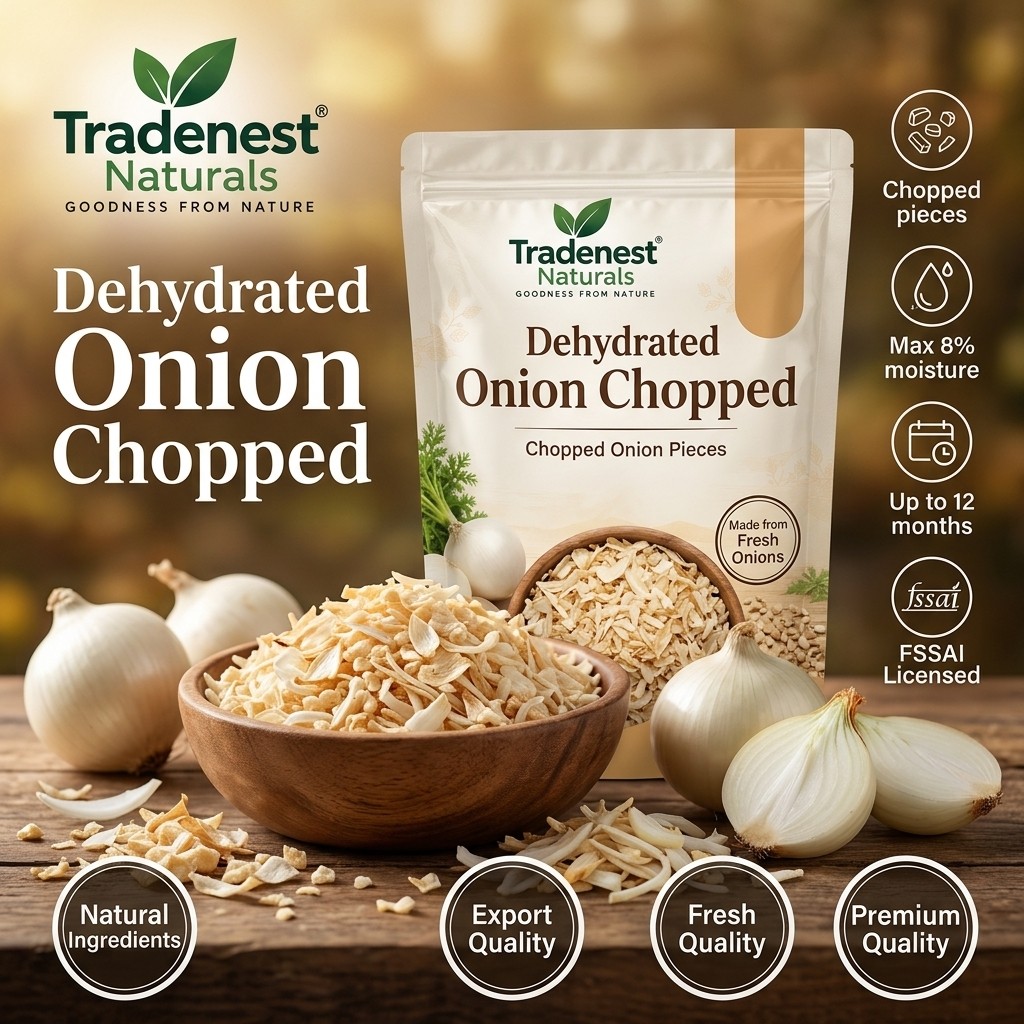 Tradenest®
Naturals
GOODNESS FROM NATURE
Dehydrated
Onion
Chopped
Tradenest®
Naturals
GOODNESS FROM NATURE
Dehydrated
Onion Chopped
Chopped Onion Pieces
Made from
Fresh
Onions
Chopped
pieces
Max 8%
moisture
Up to 12
months
fssai
FSSAI
Licensed
Natural
Ingredients
Export
Quality
Fresh
Quality
Premium
Quality